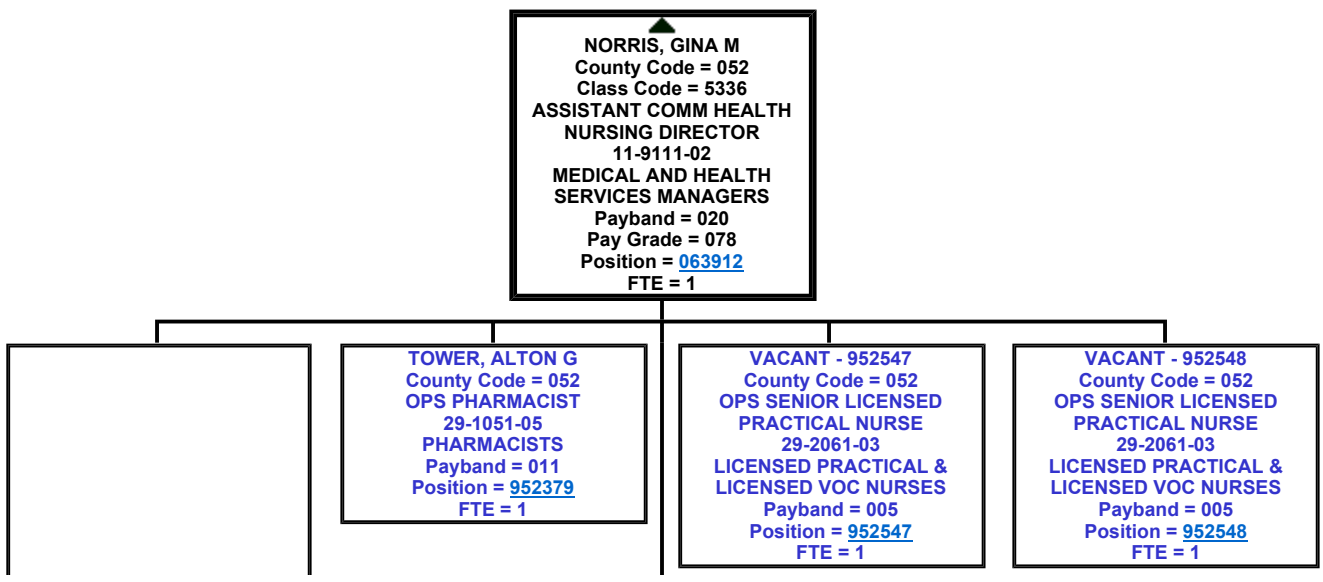 NORRIS, GINA M
County Code = 052
Class Code = 5336
ASSISTANT COMM HEALTH
NURSING DIRECTOR
11-9111-02
MEDICAL AND HEALTH
SERVICES MANAGERS
Payband = 020
Pay Grade = 078
Position = 063912
FTE = 1
TOWER, ALTON G
County Code = 052
OPS PHARMACIST
29-1051-05
PHARMACISTS
Payband = 011
Position = 952379
FTE = 1
VACANT - 952547
County Code = 052
OPS SENIOR LICENSED
PRACTICAL NURSE
29-2061-03
LICENSED PRACTICAL &
LICENSED VOC NURSES
Payband = 005
Position = 952547
FTE = 1
VACANT - 952548
County Code = 052
OPS SENIOR LICENSED
PRACTICAL NURSE
29-2061-03
LICENSED PRACTICAL &
LICENSED VOC NURSES
Payband = 005
Position = 952548
FTE = 1